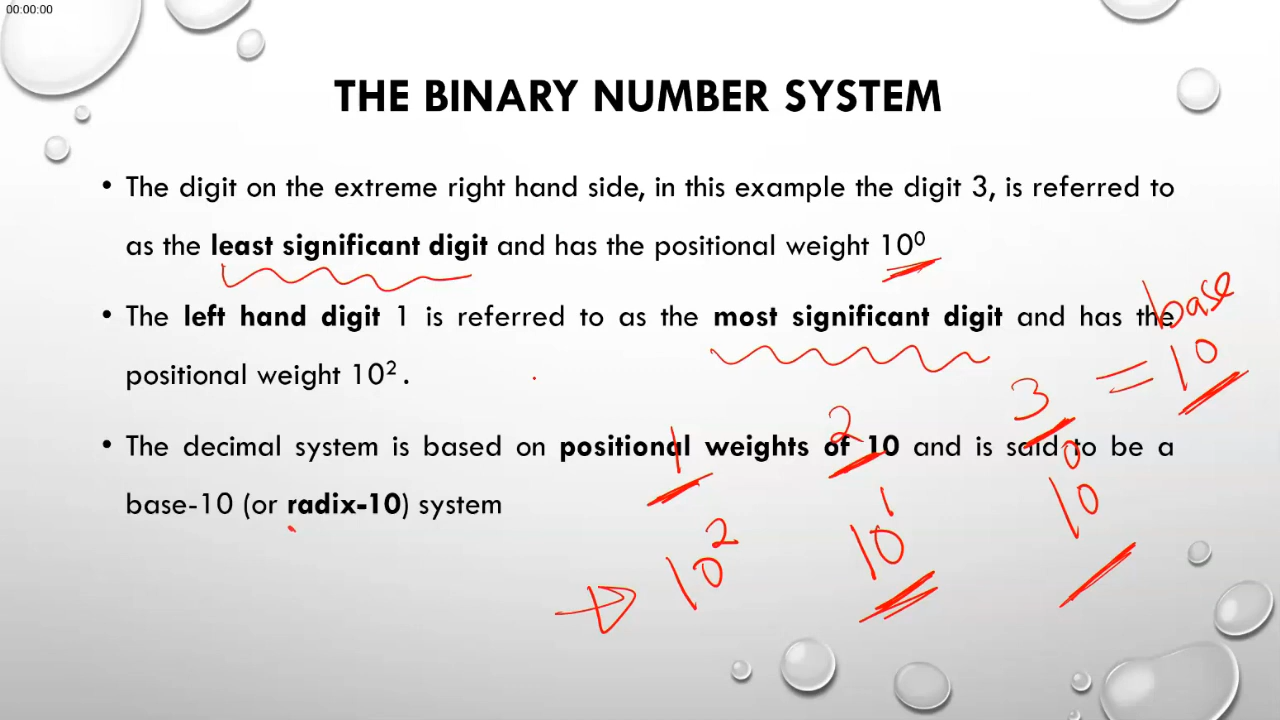 00:00:00
THE BINARY NUMBER SYSTEM
• The digit on the extreme right hand side, in this example the digit 3, is referred to
as the least significant digit and has the positional weight 10⁰
• The left hand digit 1 is referred to as the most significant digit and has the
positional weight 10² .
• The decimal system is based on positional weights of 10 and is said to be a
base-10 (or radix-10) system
base
1 2 3 = 10
10² 10¹ 10⁰